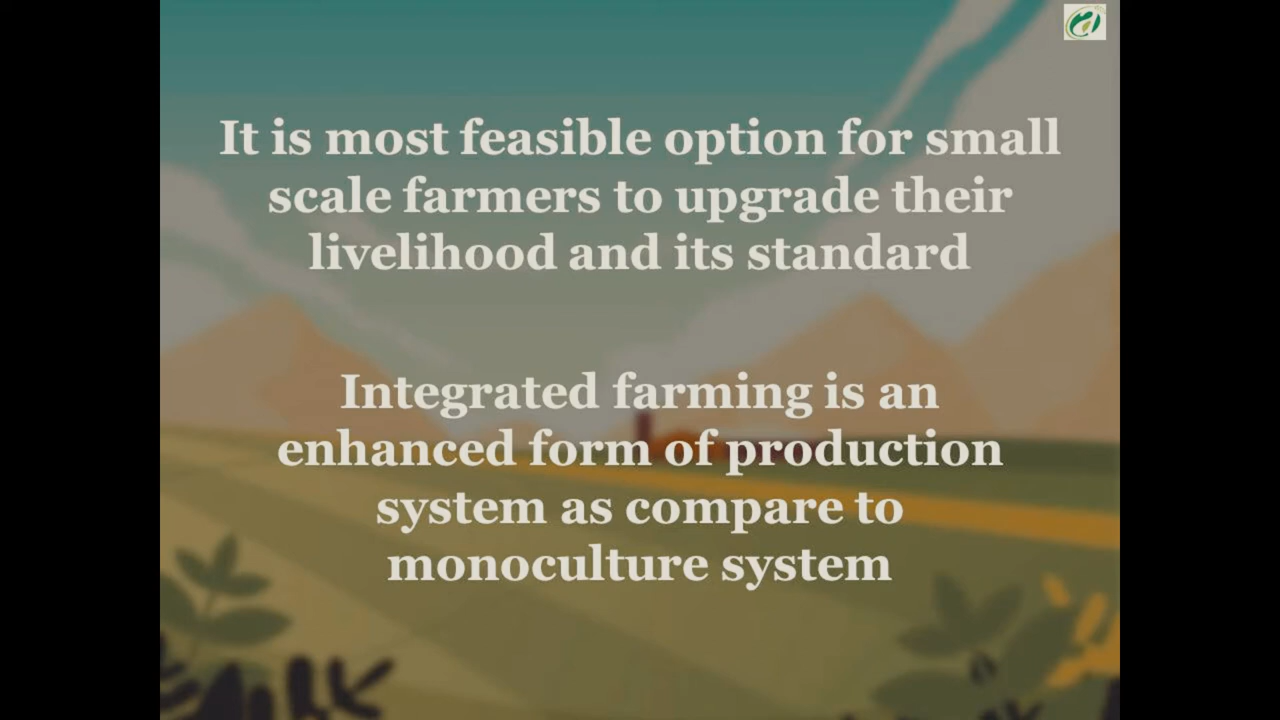 It is most feasible option for small
scale farmers to upgrade their
livelihood and its standard
Integrated farming is an
enhanced form of production
system as compare to
monoculture system